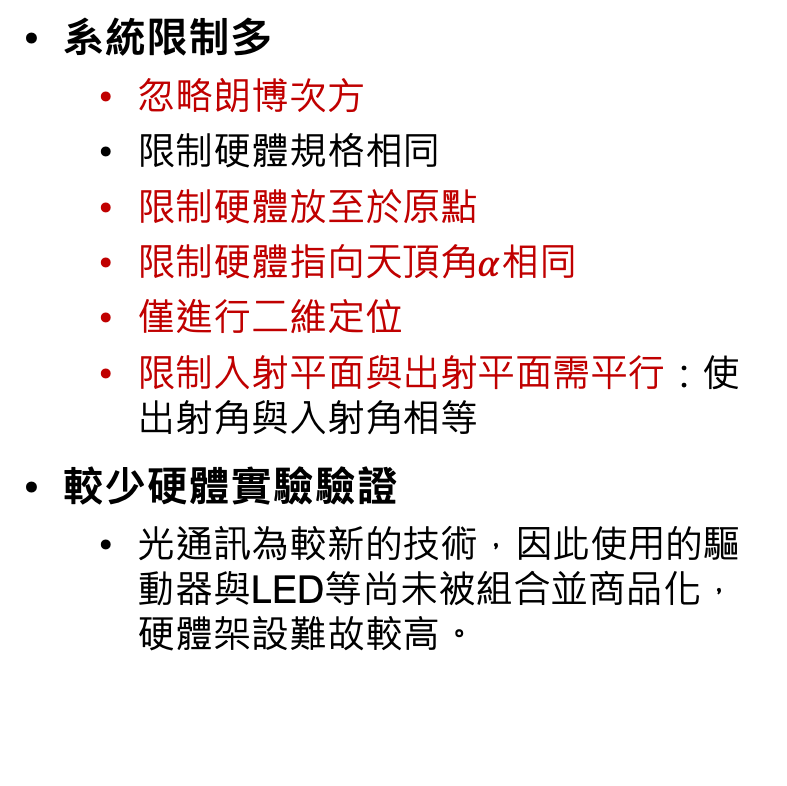 • 系統限制多
• 忽略朗博次方
• 限制硬體規格相同
• 限制硬體放至於原點
• 限制硬體指向天頂角α相同
• 僅進行二維定位
• 限制入射平面與出射平面需平行：使
出射角與入射角相等
• 較少硬體實驗驗證
• 光通訊為較新的技術，因此使用的驅
動器與LED等尚未被組合並商品化，
硬體架設難故較高。